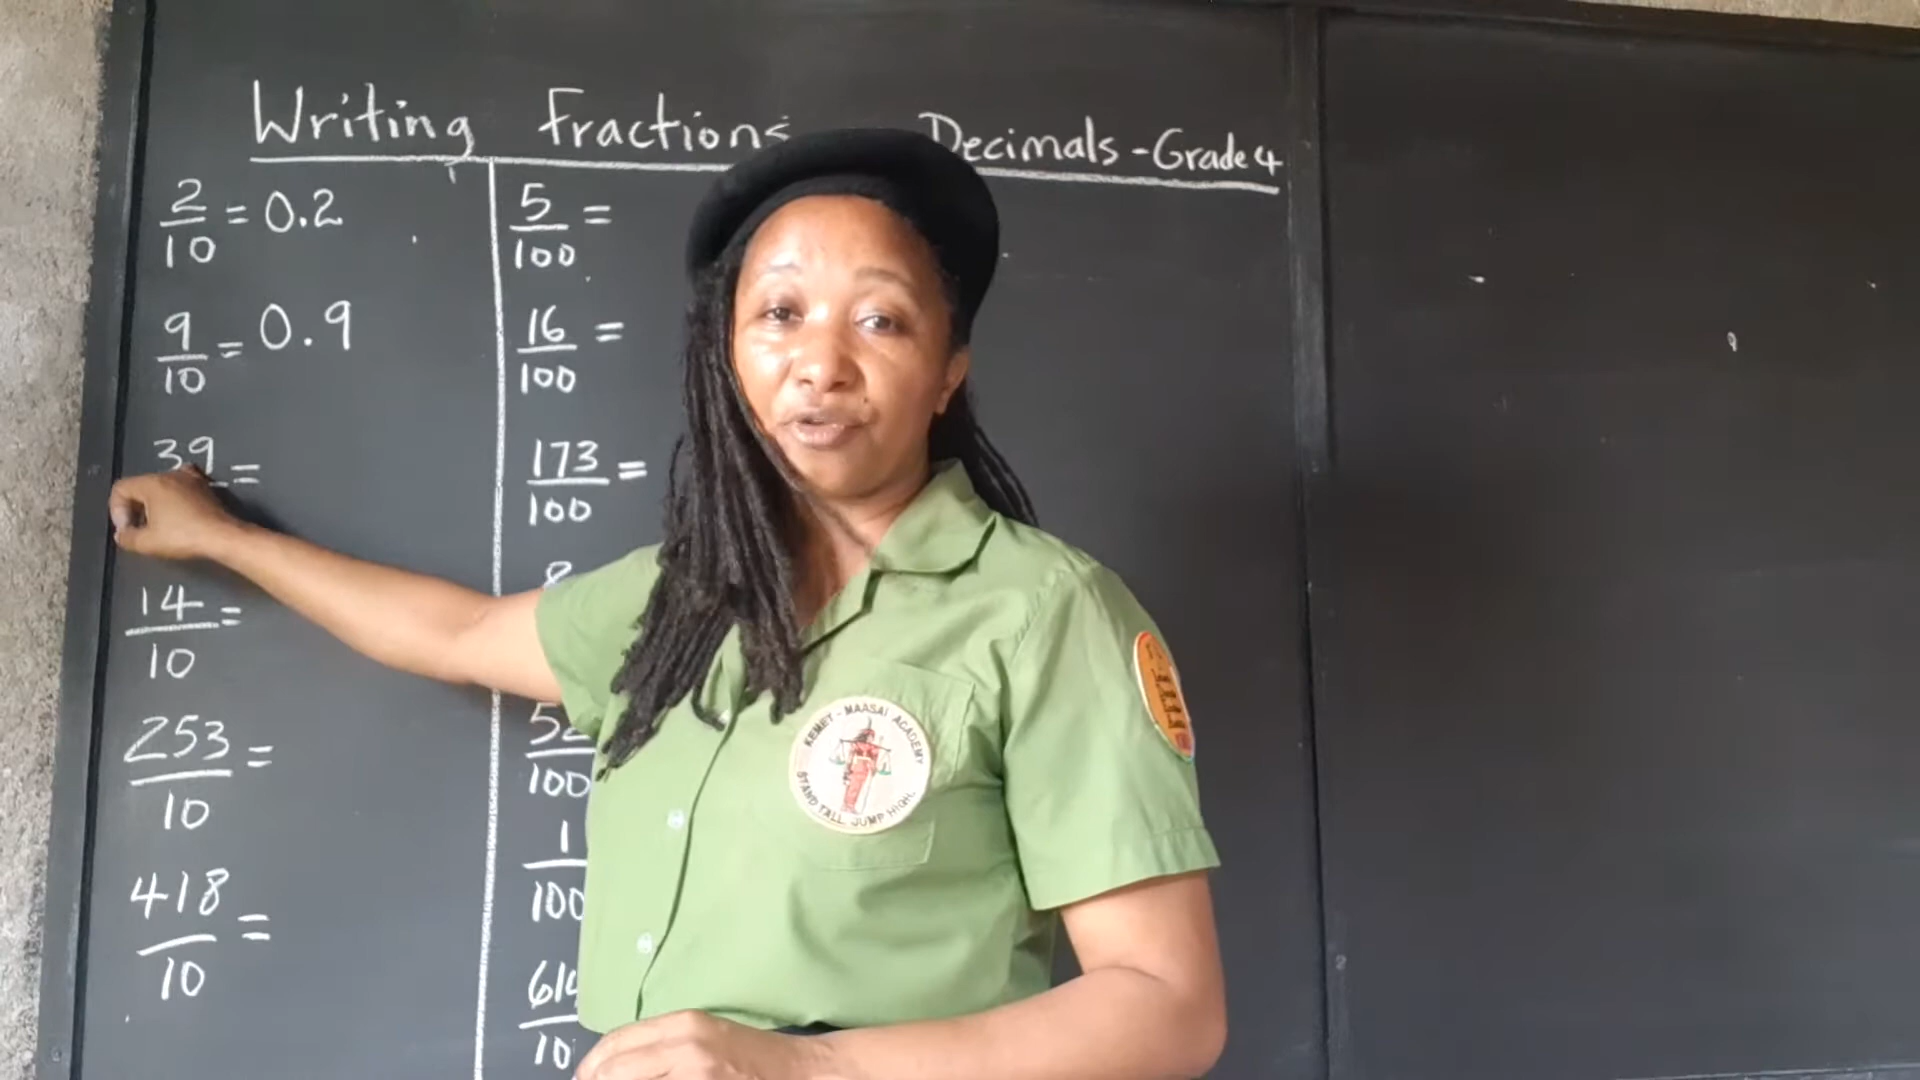 Writing Fractions Decimals - Grade 4
2/10 = 0.2
9/10 = 0.9
39 =
14/10 =
253/10 =
418/10 =
5/100 =
16/100 =
173/100 =
8
100
1/100
KEMET - MAASAI ACADEMY
STAND TALL JUMP HIGH